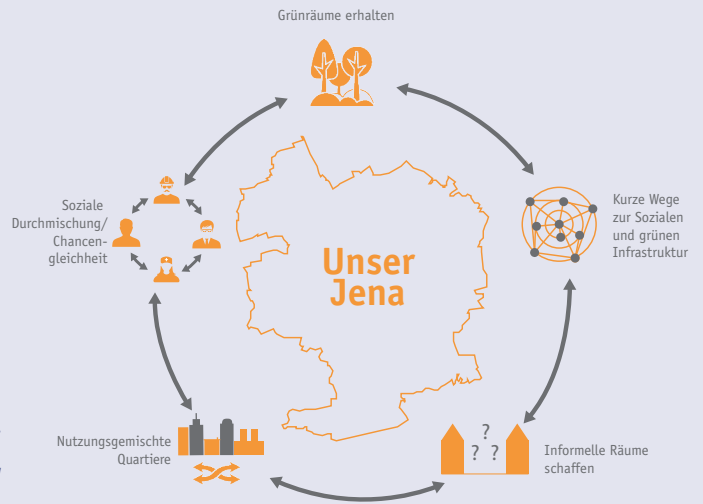 Grünräume erhalten
Kurze Wege
zur Sozialen
und grünen
Infrastruktur
Soziale
Durchmischung/
Chancen-
gleichheit
Unser
Jena
Nutzungsgemischte
Quartiere
? ? ?
Informelle Räume
schaffen